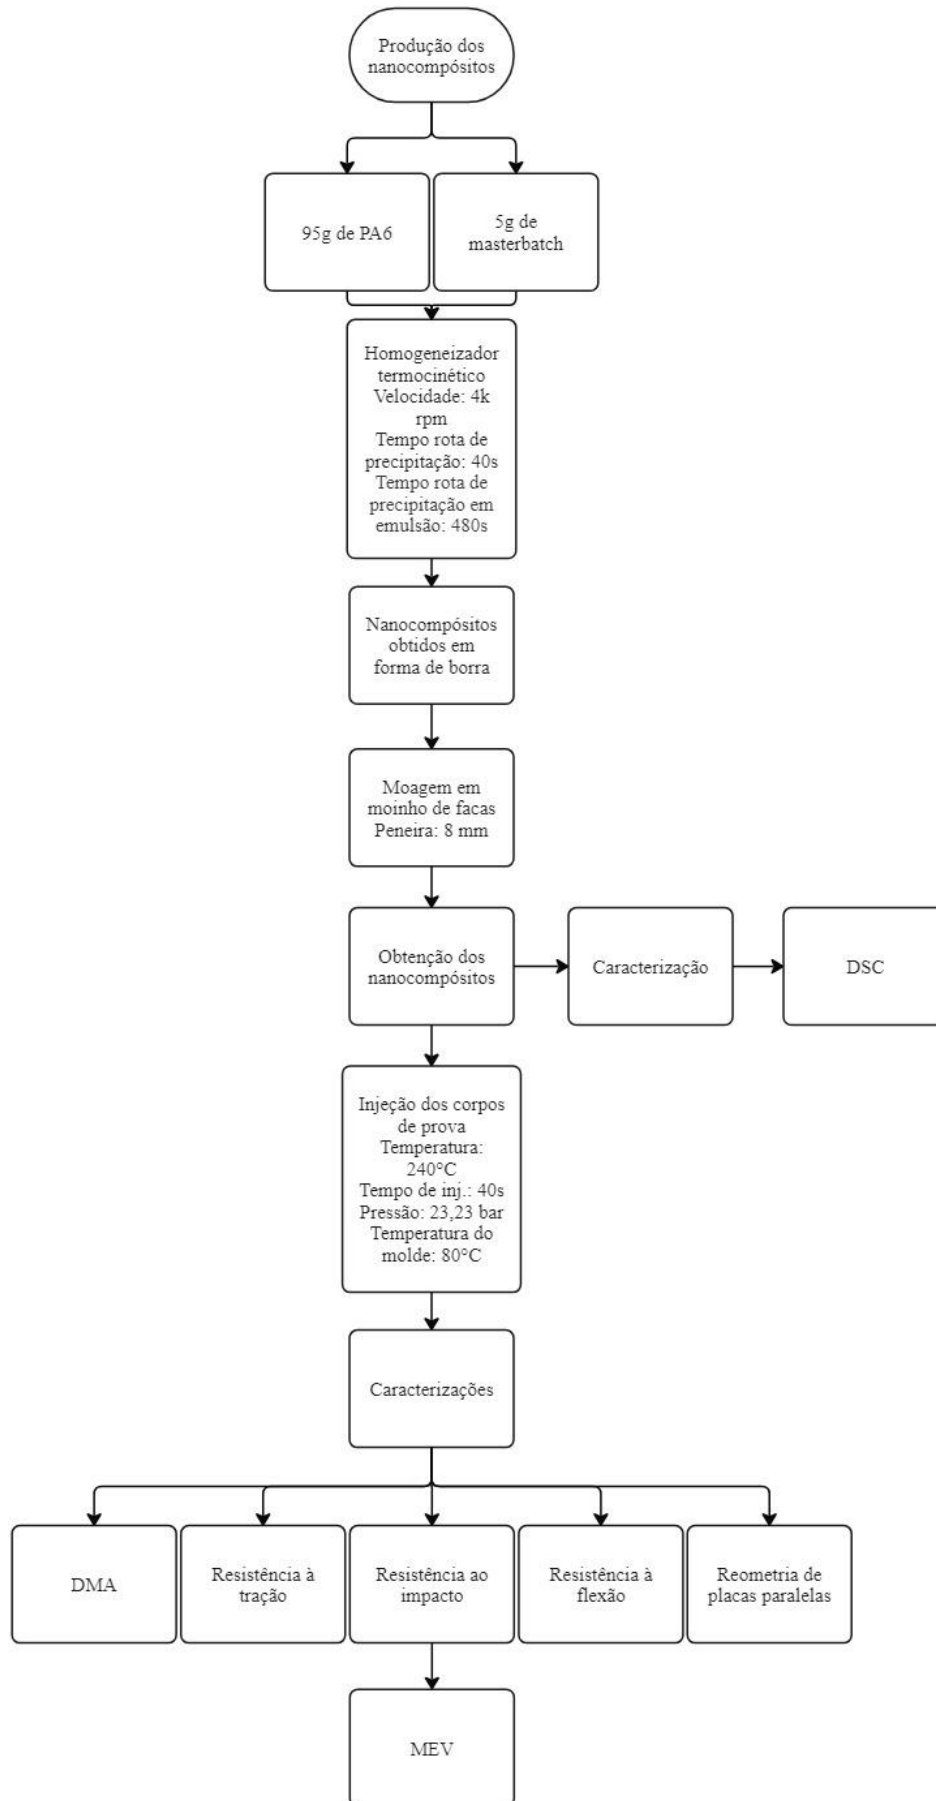 Produção dos
nanocompósitos
95g de PA6
5g de
masterbatch
Homogeneizador
termocinético
Velocidade: 4k
rpm
Tempo rota de
precipitação: 40s
Tempo rota de
precipitação em
emulsão: 480s
Nanocompósitos
obtidos em
forma de borra
Moagem em
moinho de facas
Peneira: 8 mm
Obtenção dos
nanocompósitos
Caracterização
DSC
Injeção dos corpos
de prova
Temperatura:
240°C
Tempo de inj.: 40s
Pressão: 23,23 bar
Temperatura do
molde: 80°C
Caracterizações
DMA
Resistência à
tração
Resistência ao
impacto
Resistência à
flexão
Reometria de
placas paralelas
MEV